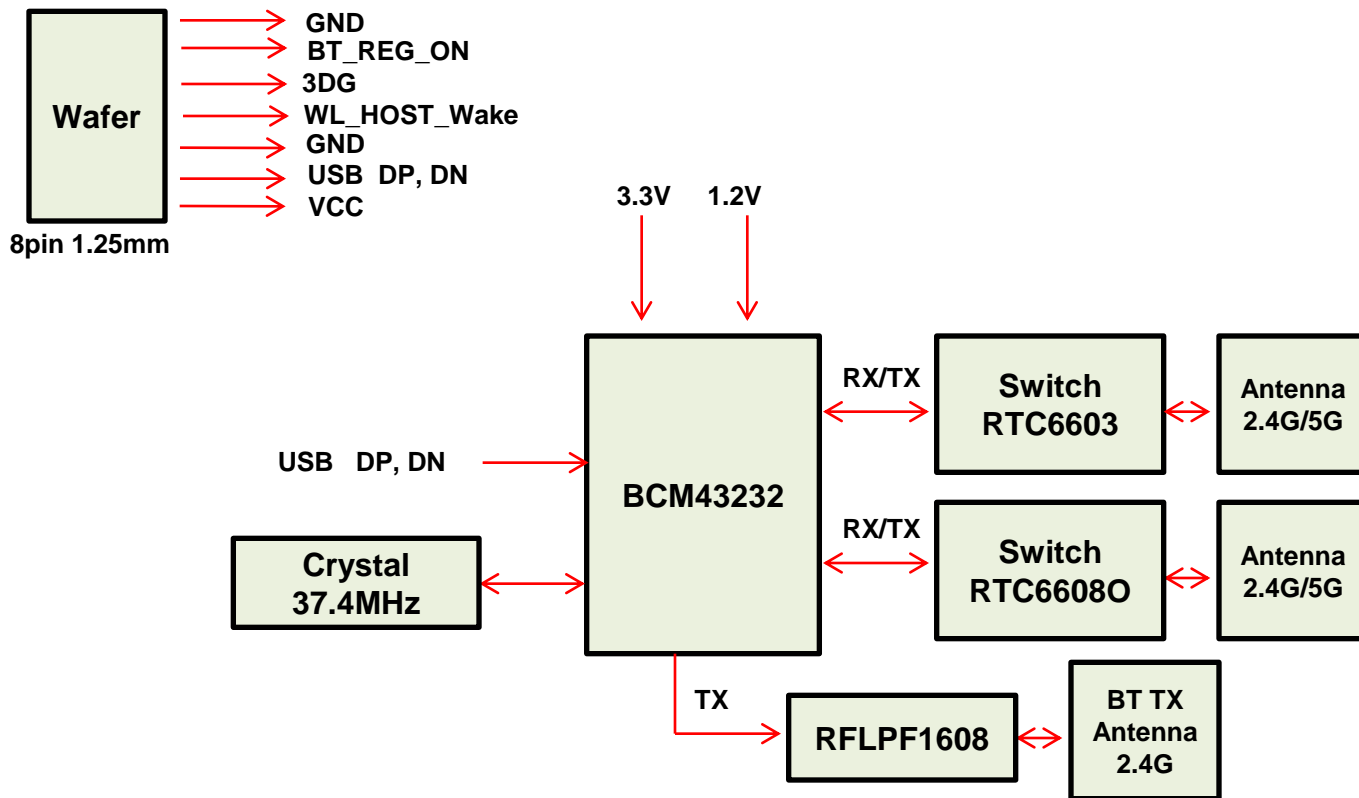 GND
BT_REG_ON
3DG
Wafer
WL_HOST_Wake
GND
USB DP, DN
VCC
8pin 1.25mm
3.3V 1.2V
RX/TX
Switch
RTC6603
Antenna
2.4G/5G
USB DP, DN
BCM43232
RX/TX
Switch
RTC6608O
Antenna
2.4G/5G
Crystal
37.4MHz
TX
RFLPF1608
BT TX
Antenna
2.4G